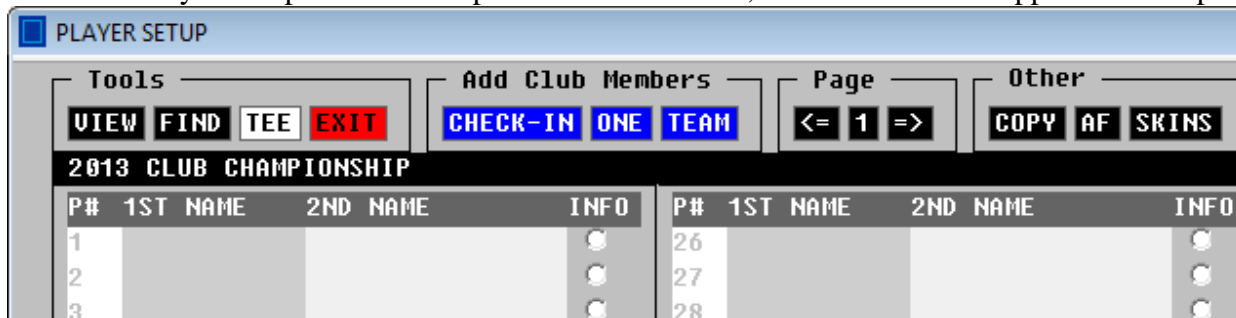 PLAYER SETUP
Tools Add Club Members Page Other
VIEW FIND TEE EXIT CHECK-IN ONE TEAM <= 1 => COPY AF SKINS
2013 CLUB CHAMPIONSHIP
P# 1ST NAME 2ND NAME INFO P# 1ST NAME 2ND NAME INFO
1 26
2 27
3 28